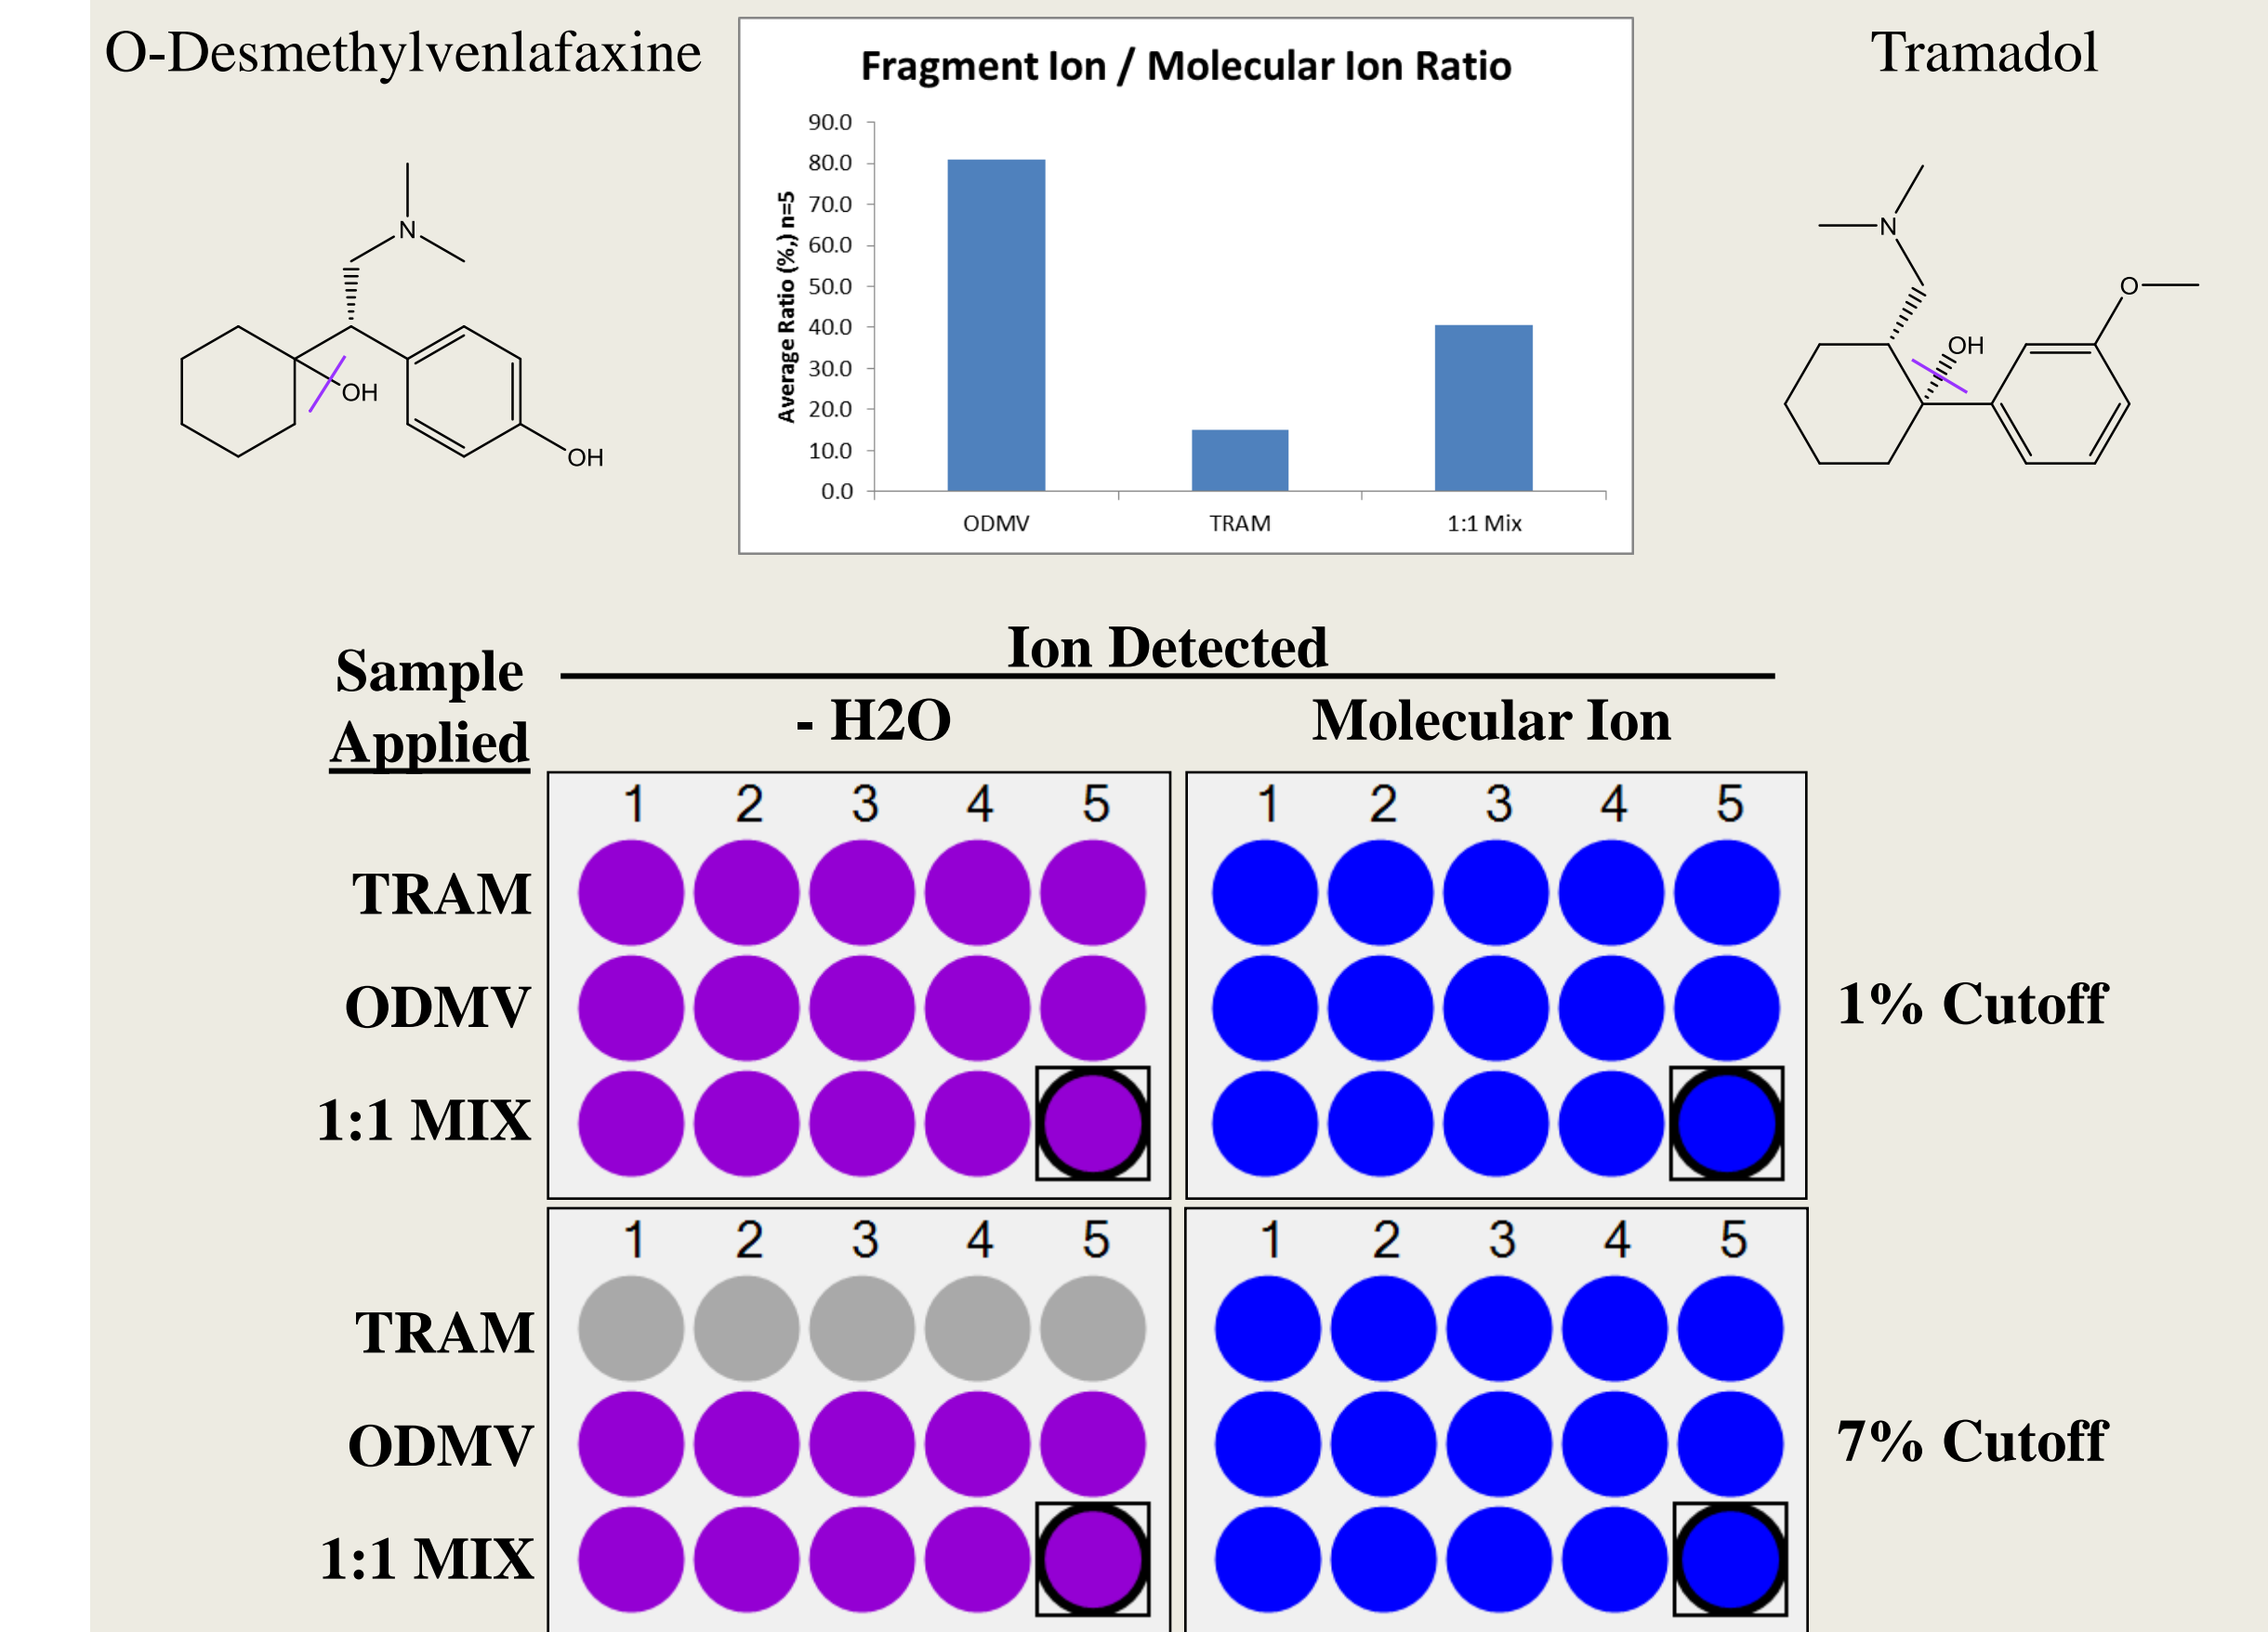 O-Desmethylvenlafaxine
Tramadol
Fragment Ion / Molecular Ion Ratio
Average Ratio (%,) n=5
90.0
80.0
70.0
60.0
50.0
40.0
30.0
20.0
10.0
0.0
ODMV TRAM 1:1 Mix
N
OH
OH
N
O
OH
Sample
Applied
Ion Detected
- H2O Molecular Ion
1 2 3 4 5 1 2 3 4 5
TRAM
ODMV
1:1 MIX
1% Cutoff
1 2 3 4 5 1 2 3 4 5
TRAM
ODMV
1:1 MIX
7% Cutoff